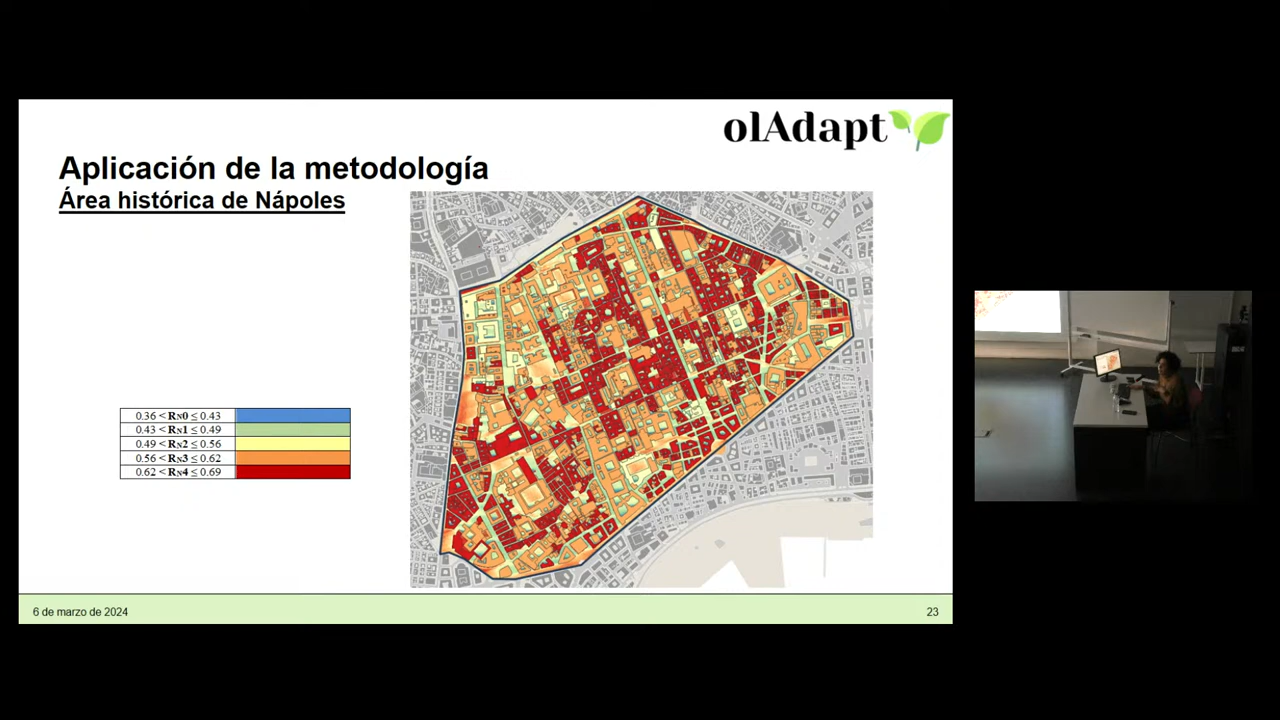 olAdapt
Aplicación de la metodología
Área histórica de Nápoles
0.36 < RN0 ≤ 0.43
0.43 < RN1 ≤ 0.49
0.49 < RN2 ≤ 0.56
0.56 < RN3 ≤ 0.62
0.62 < RN4 ≤ 0.69
6 de marzo de 2024
23